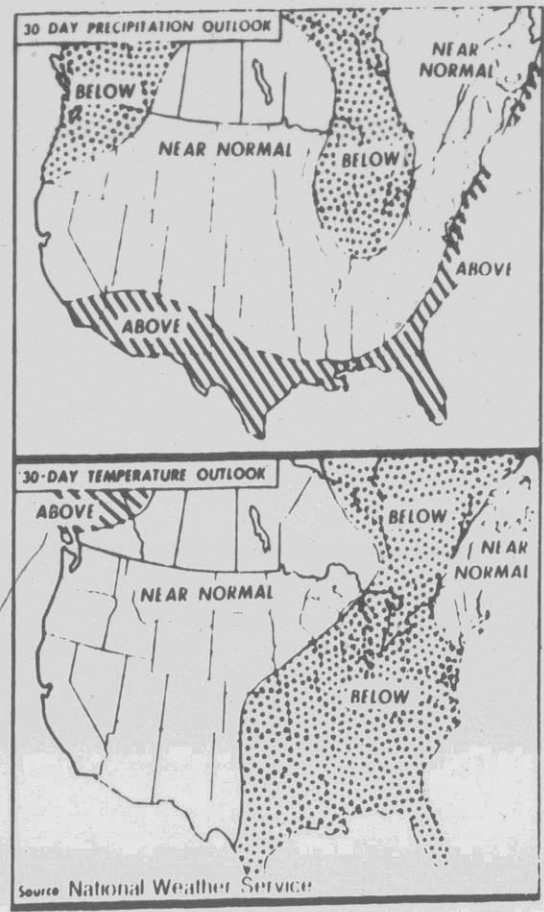 30 DAY PRECIPITATION OUTLOOK
NEAR
NORMAL
BELOW
NEAR NORMAL
BELOW
ABOVE
ABOVE
30-DAY TEMPERATURE OUTLOOK
ABOVE
BELOW
NEAR
NORMAL
NEAR NORMAL
BELOW
Source National Weather Service